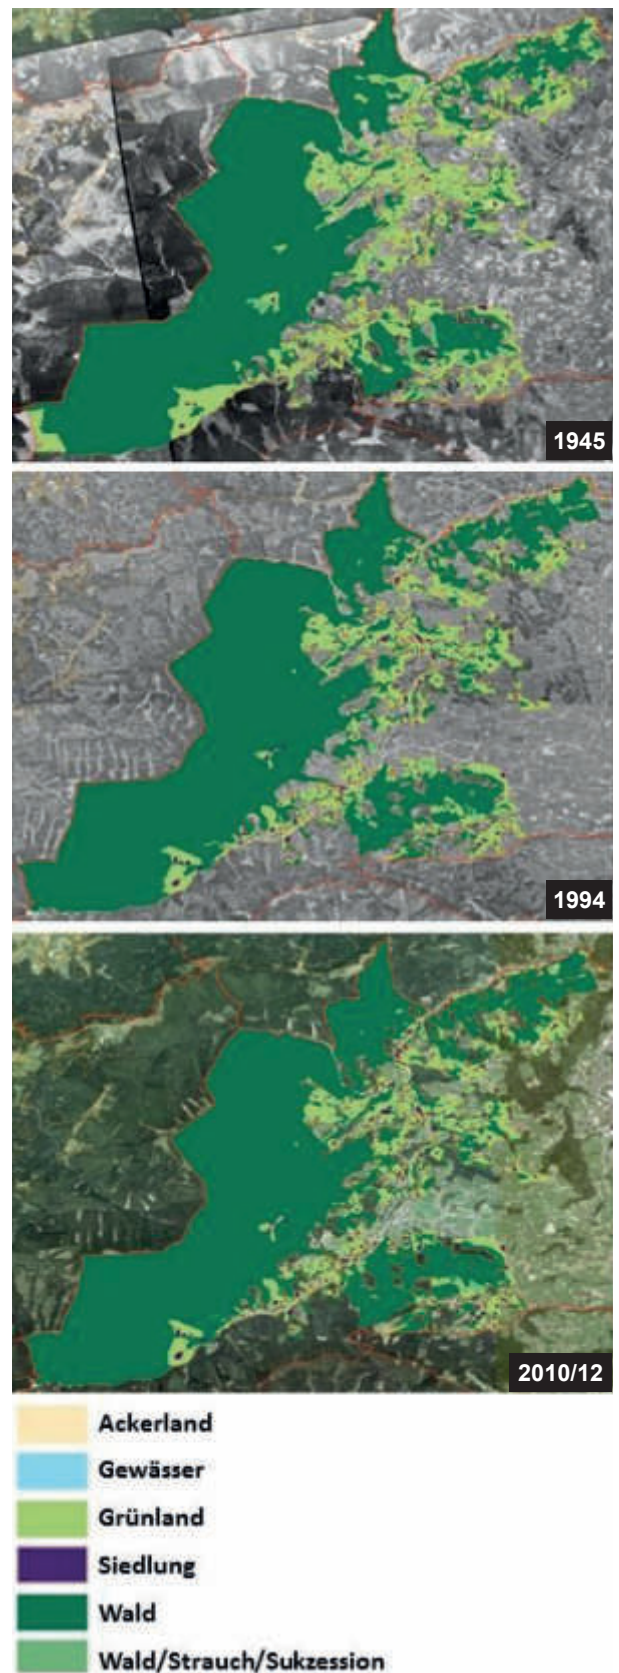 1945
1994
2010/12
Ackerland
Gewässer
Grünland
Siedlung
Wald
Wald/Strauch/Sukzession